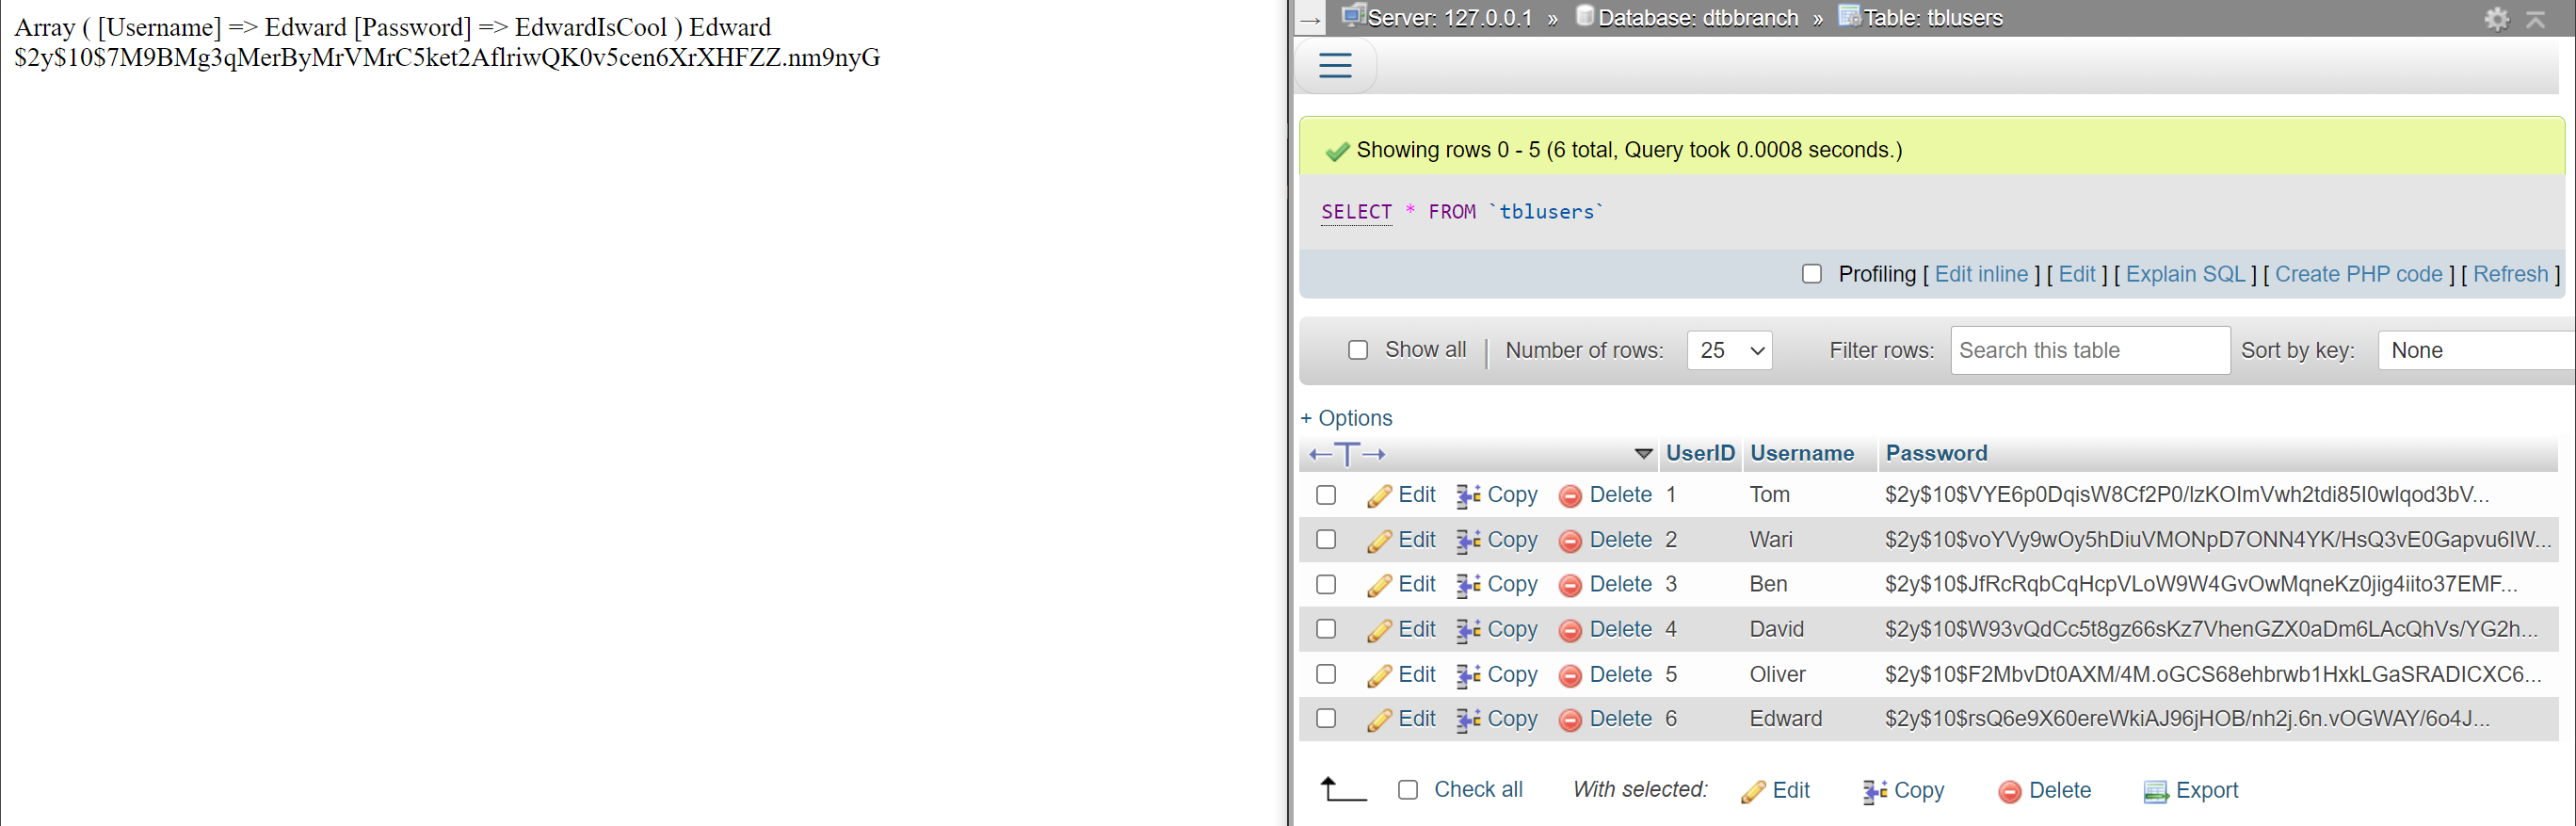 Array ( [Username] => Edward [Password] => EdwardIsCool ) Edward
$2y$10$7M9BMg3qMerByMrVMrC5ket2AflriwQK0v5cen6XrXHFZZ.nm9nyG
Server: 127.0.0.1 » Database: dtbbranch » Table: tblusers
Showing rows 0 - 5 (6 total, Query took 0.0008 seconds.)
SELECT * FROM `tblusers`
Profiling [ Edit inline ] [ Edit ] [ Explain SQL ] [ Create PHP code ] [ Refresh ]
Show all | Number of rows: 25 Filter rows: Search this table Sort by key: None
+ Options
←T→ UserID Username Password
Edit Copy Delete 1 Tom $2y$10$VYE6p0DqisW8Cf2P0/IzKOImVwh2tdi85I0wlqod3bV...
Edit Copy Delete 2 Wari $2y$10$voYVy9wOy5hDiuVMONpD7ONN4YK/HsQ3vE0Gapvu6IW...
Edit Copy Delete 3 Ben $2y$10$JfRcRqbCqHcpVLoW9W4GvOwMqneKz0jig4iito37EMF...
Edit Copy Delete 4 David $2y$10$W93vQdCc5t8gz66sKz7VhenGZX0aDm6LAcQhVs/YG2h...
Edit Copy Delete 5 Oliver $2y$10$F2MbvDt0AXM/4M.oGCS68ehbrwb1HxkLGaSRADICXC6...
Edit Copy Delete 6 Edward $2y$10$rsQ6e9X60ereWkiAJ96jHOB/nh2j.6n.vOGWAY/6o4J...
Check all With selected: Edit Copy Delete Export